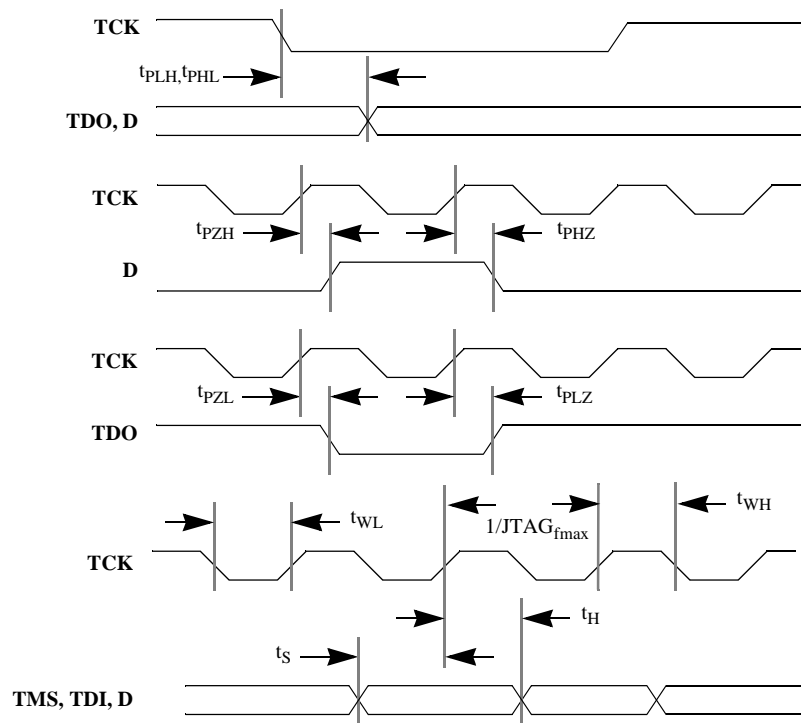 TCK
tPLH,tPHL
TDO, D
TCK
tPZH
tPHZ
D
TCK
tPZL
tPLZ
TDO
tWL
1/JTAGfmax
tWH
TCK
tH
tS
TMS, TDI, D